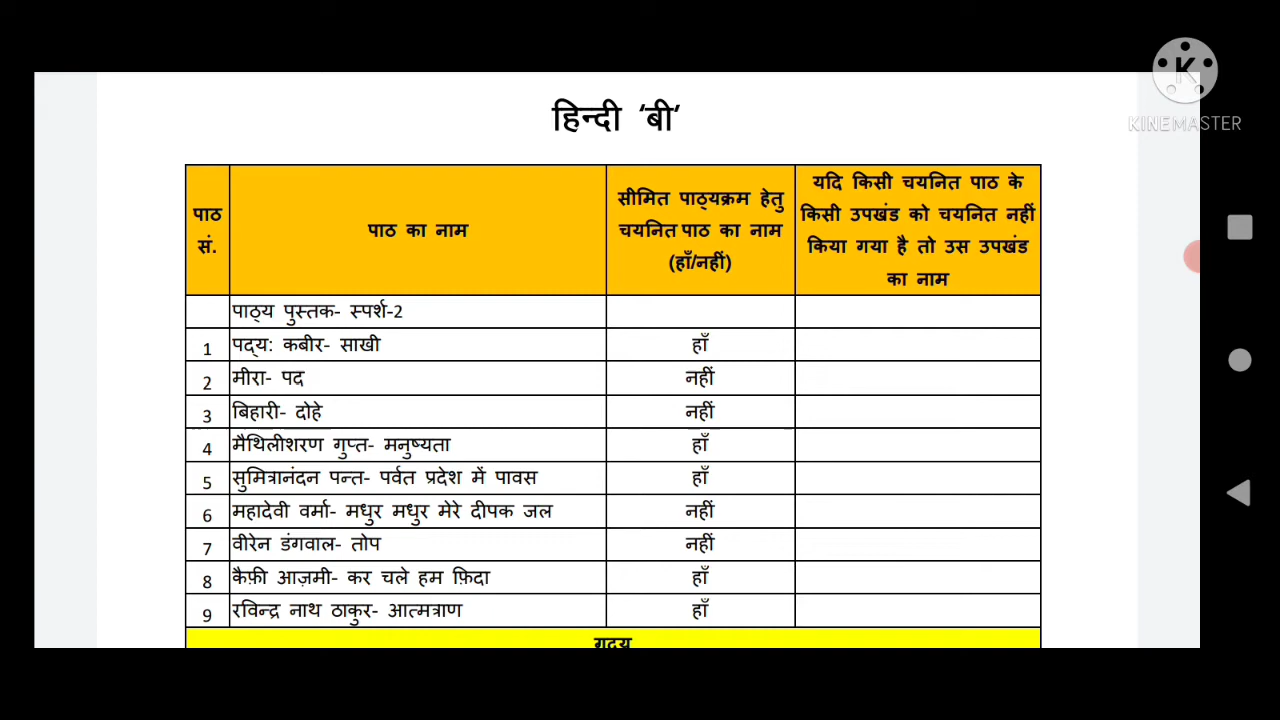 हिन्दी ‘बी’
KINEMASTER
पाठ सं.
पाठ का नाम
सीमित पाठ्यक्रम हेतु चयनित पाठ का नाम (हाँ/नहीं)
यदि किसी चयनित पाठ के किसी उपखंड को चयनित नहीं किया गया है तो उस उपखंड का नाम
पाठ्य पुस्तक- स्पर्श-2
1 पद्य: कबीर- साखी हाँ
2 मीरा- पद नहीं
3 बिहारी- दोहे नहीं
4 मैथिलीशरण गुप्त- मनुष्यता हाँ
5 सुमित्रानंदन पन्त- पर्वत प्रदेश में पावस हाँ
6 महादेवी वर्मा- मधुर मधुर मेरे दीपक जल नहीं
7 वीरेन डंगवाल- तोप नहीं
8 कैफ़ी आज़मी- कर चले हम फ़िदा हाँ
9 रविन्द्र नाथ ठाकुर- आत्मत्राण हाँ
गद्य